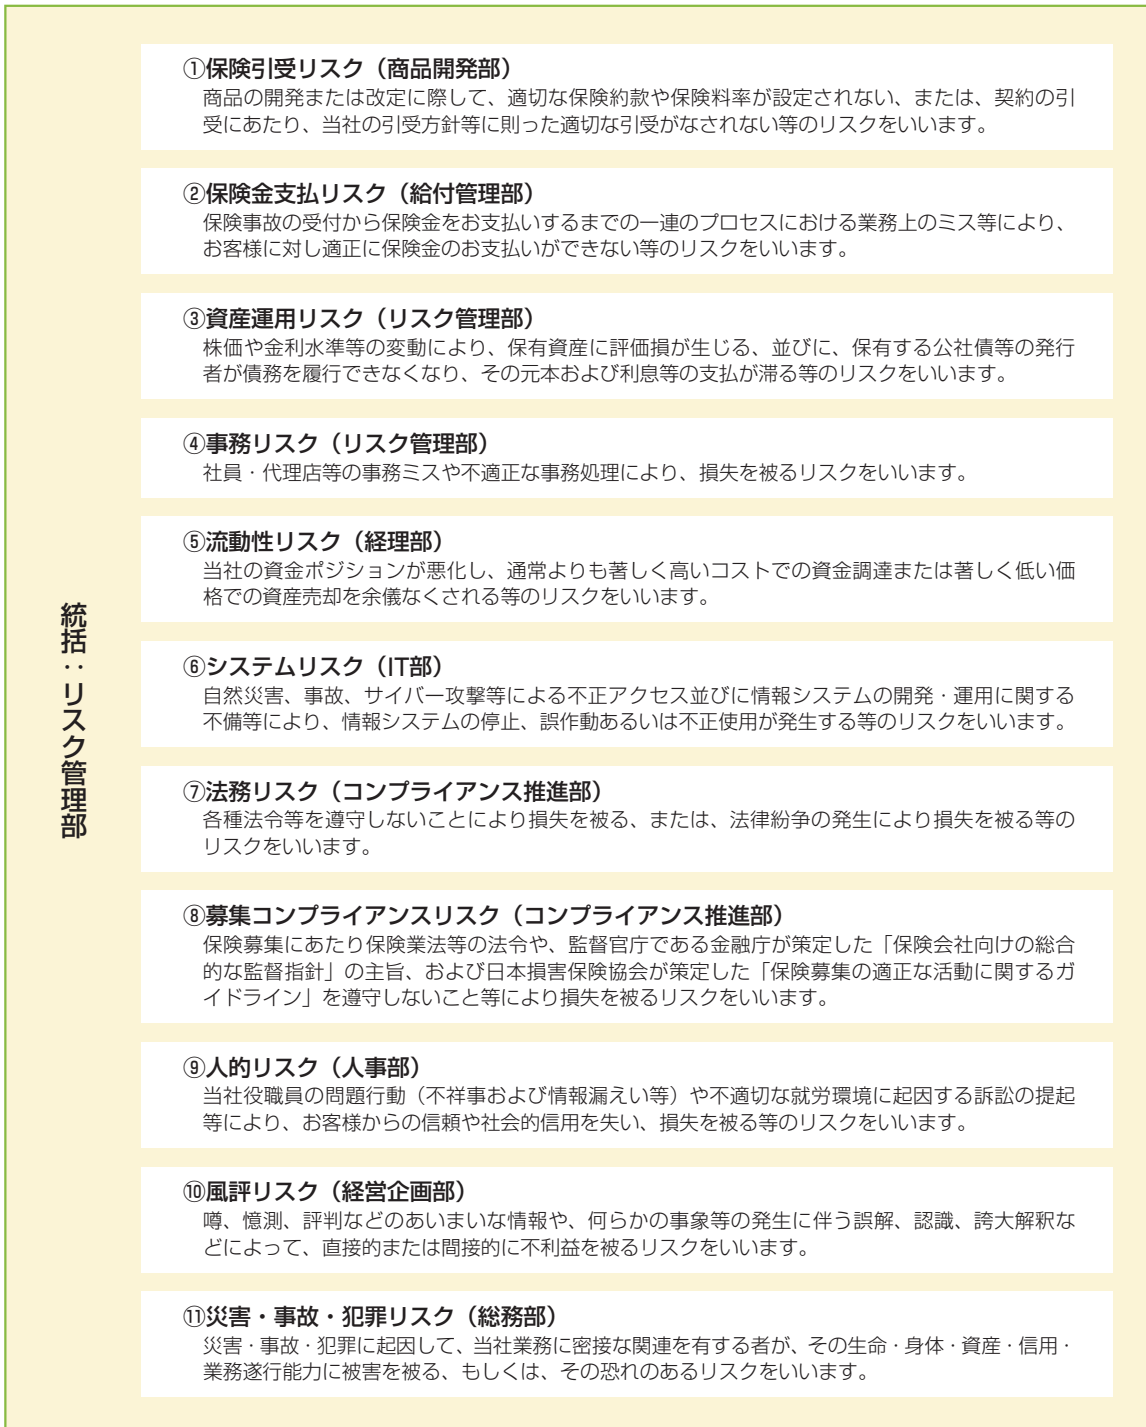 統括：リスク管理部
①保険引受リスク（商品開発部）
商品の開発または改定に際して、適切な保険約款や保険料率が設定されない、または、契約の引
受にあたり、当社の引受方針等に則った適切な引受がなされない等のリスクをいいます。
②保険金支払リスク（給付管理部）
保険事故の受付から保険金をお支払いするまでの一連のプロセスにおける業務上のミス等により、
お客様に対し適正に保険金のお支払いができない等のリスクをいいます。
③資産運用リスク（リスク管理部）
株価や金利水準等の変動により、保有資産に評価損が生じる、並びに、保有する公社債等の発行
者が債務を履行できなくなり、その元本および利息等の支払が滞る等のリスクをいいます。
④事務リスク（リスク管理部）
社員・代理店等の事務ミスや不適正な事務処理により、損失を被るリスクをいいます。
⑤流動性リスク（経理部）
当社の資金ポジションが悪化し、通常よりも著しく高いコストでの資金調達または著しく低い価
格での資産売却を余儀なくされる等のリスクをいいます。
⑥システムリスク（IT部）
自然災害、事故、サイバー攻撃等による不正アクセス並びに情報システムの開発・運用に関する
不備等により、情報システムの停止、誤作動あるいは不正使用が発生する等のリスクをいいます。
⑦法務リスク（コンプライアンス推進部）
各種法令等を遵守しないことにより損失を被る、または、法律紛争の発生により損失を被る等の
リスクをいいます。
⑧募集コンプライアンスリスク（コンプライアンス推進部）
保険募集にあたり保険業法等の法令や、監督官庁である金融庁が策定した「保険会社向けの総合
的な監督指針」の主旨、および日本損害保険協会が策定した「保険募集の適正な活動に関するガ
イドライン」を遵守しないこと等により損失を被るリスクをいいます。
⑨人的リスク（人事部）
当社役職員の問題行動（不祥事および情報漏えい等）や不適切な就労環境に起因する訴訟の提起
等により、お客様からの信頼や社会的信用を失い、損失を被る等のリスクをいいます。
⑩風評リスク（経営企画部）
噂、憶測、評判などのあいまいな情報や、何らかの事象等の発生に伴う誤解、認識、誇大解釈な
どによって、直接的または間接的に不利益を被るリスクをいいます。
⑪災害・事故・犯罪リスク（総務部）
災害・事故・犯罪に起因して、当社業務に密接な関連を有する者が、その生命・身体・資産・信用・
業務遂行能力に被害を被る、もしくは、その恐れのあるリスクをいいます。